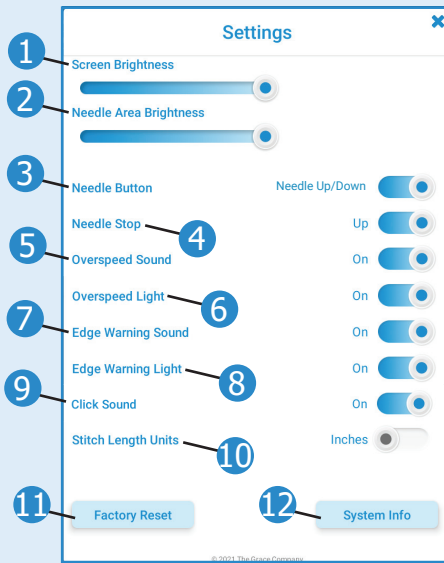 Settings
1
Screen Brightness
2
Needle Area Brightness
3
Needle Button Needle Up/Down
Needle Stop 4 Up
5
Overspeed Sound On
Overspeed Light 6 On
7
Edge Warning Sound On
Edge Warning Light 8 On
9
Click Sound On
Stitch Length Units 10 Inches
11 Factory Reset
12 System Info
© 2021 The Grace Company